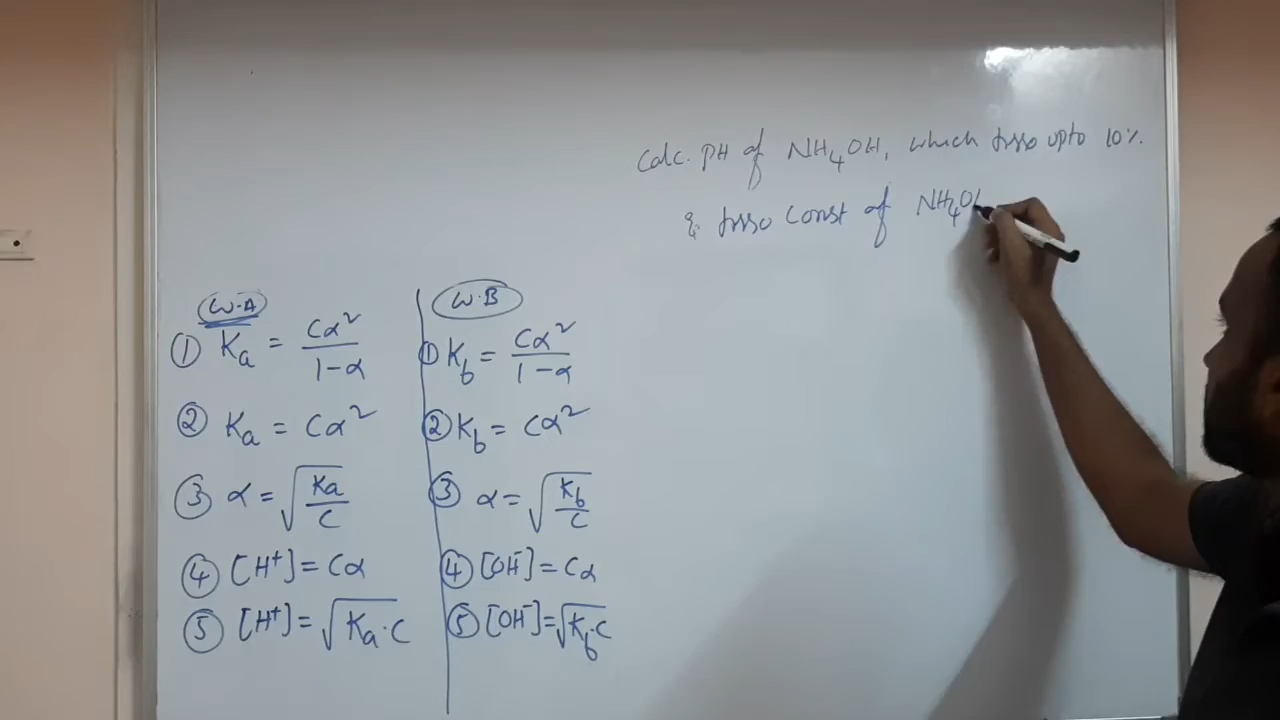 Calc. PH of NH4OH, which disso upto 10%.
& disso const of NH4O
W.A
① Ka = Cα² / 1-α
② Ka = Cα²
③ α = √(Ka / C)
④ [H+] = Cα
⑤ [H+] = √(Ka.C)
W.B
① Kb = Cα² / 1-α
② Kb = Cα²
③ α = √(Kb / C)
④ [OH-] = Cα
⑤ [OH-] = √(Kb.C)